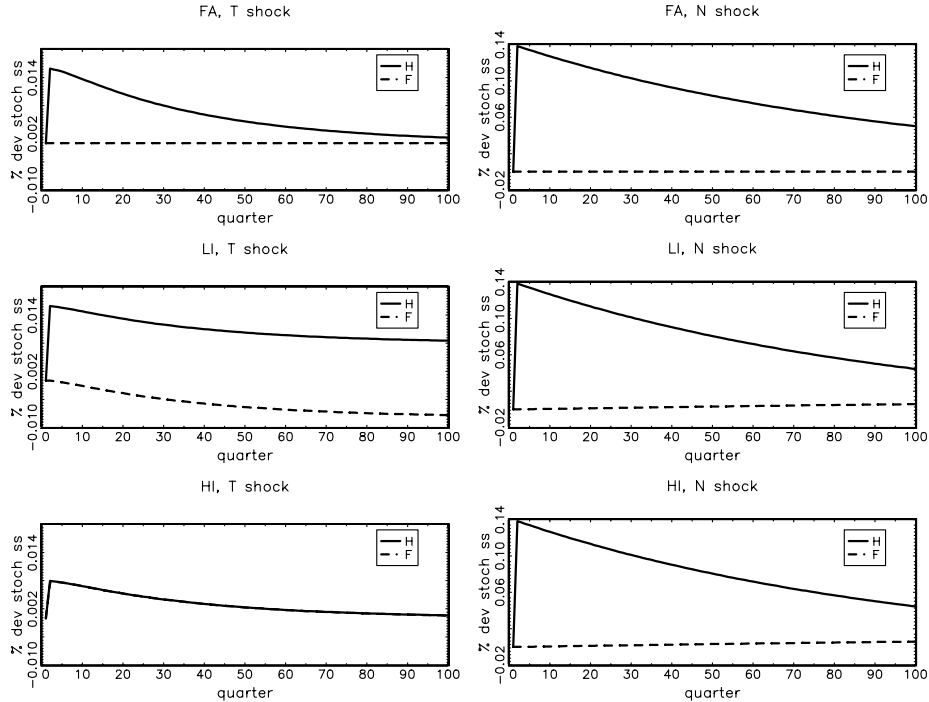 FA, T shock
% dev stoch ss
0.014
0.002
−0.010
H
F
0 10 20 30 40 50 60 70 80 90 100
quarter
FA, N shock
% dev stoch ss
0.14
0.10
0.06
−0.02
H
F
0 10 20 30 40 50 60 70 80 90 100
quarter
LI, T shock
% dev stoch ss
0.014
0.002
−0.010
H
F
0 10 20 30 40 50 60 70 80 90 100
quarter
LI, N shock
% dev stoch ss
0.14
0.10
0.06
−0.02
H
F
0 10 20 30 40 50 60 70 80 90 100
quarter
HI, T shock
% dev stoch ss
0.014
0.002
−0.010
H
F
0 10 20 30 40 50 60 70 80 90 100
quarter
HI, N shock
% dev stoch ss
0.14
0.10
0.06
−0.02
H
F
0 10 20 30 40 50 60 70 80 90 100
quarter